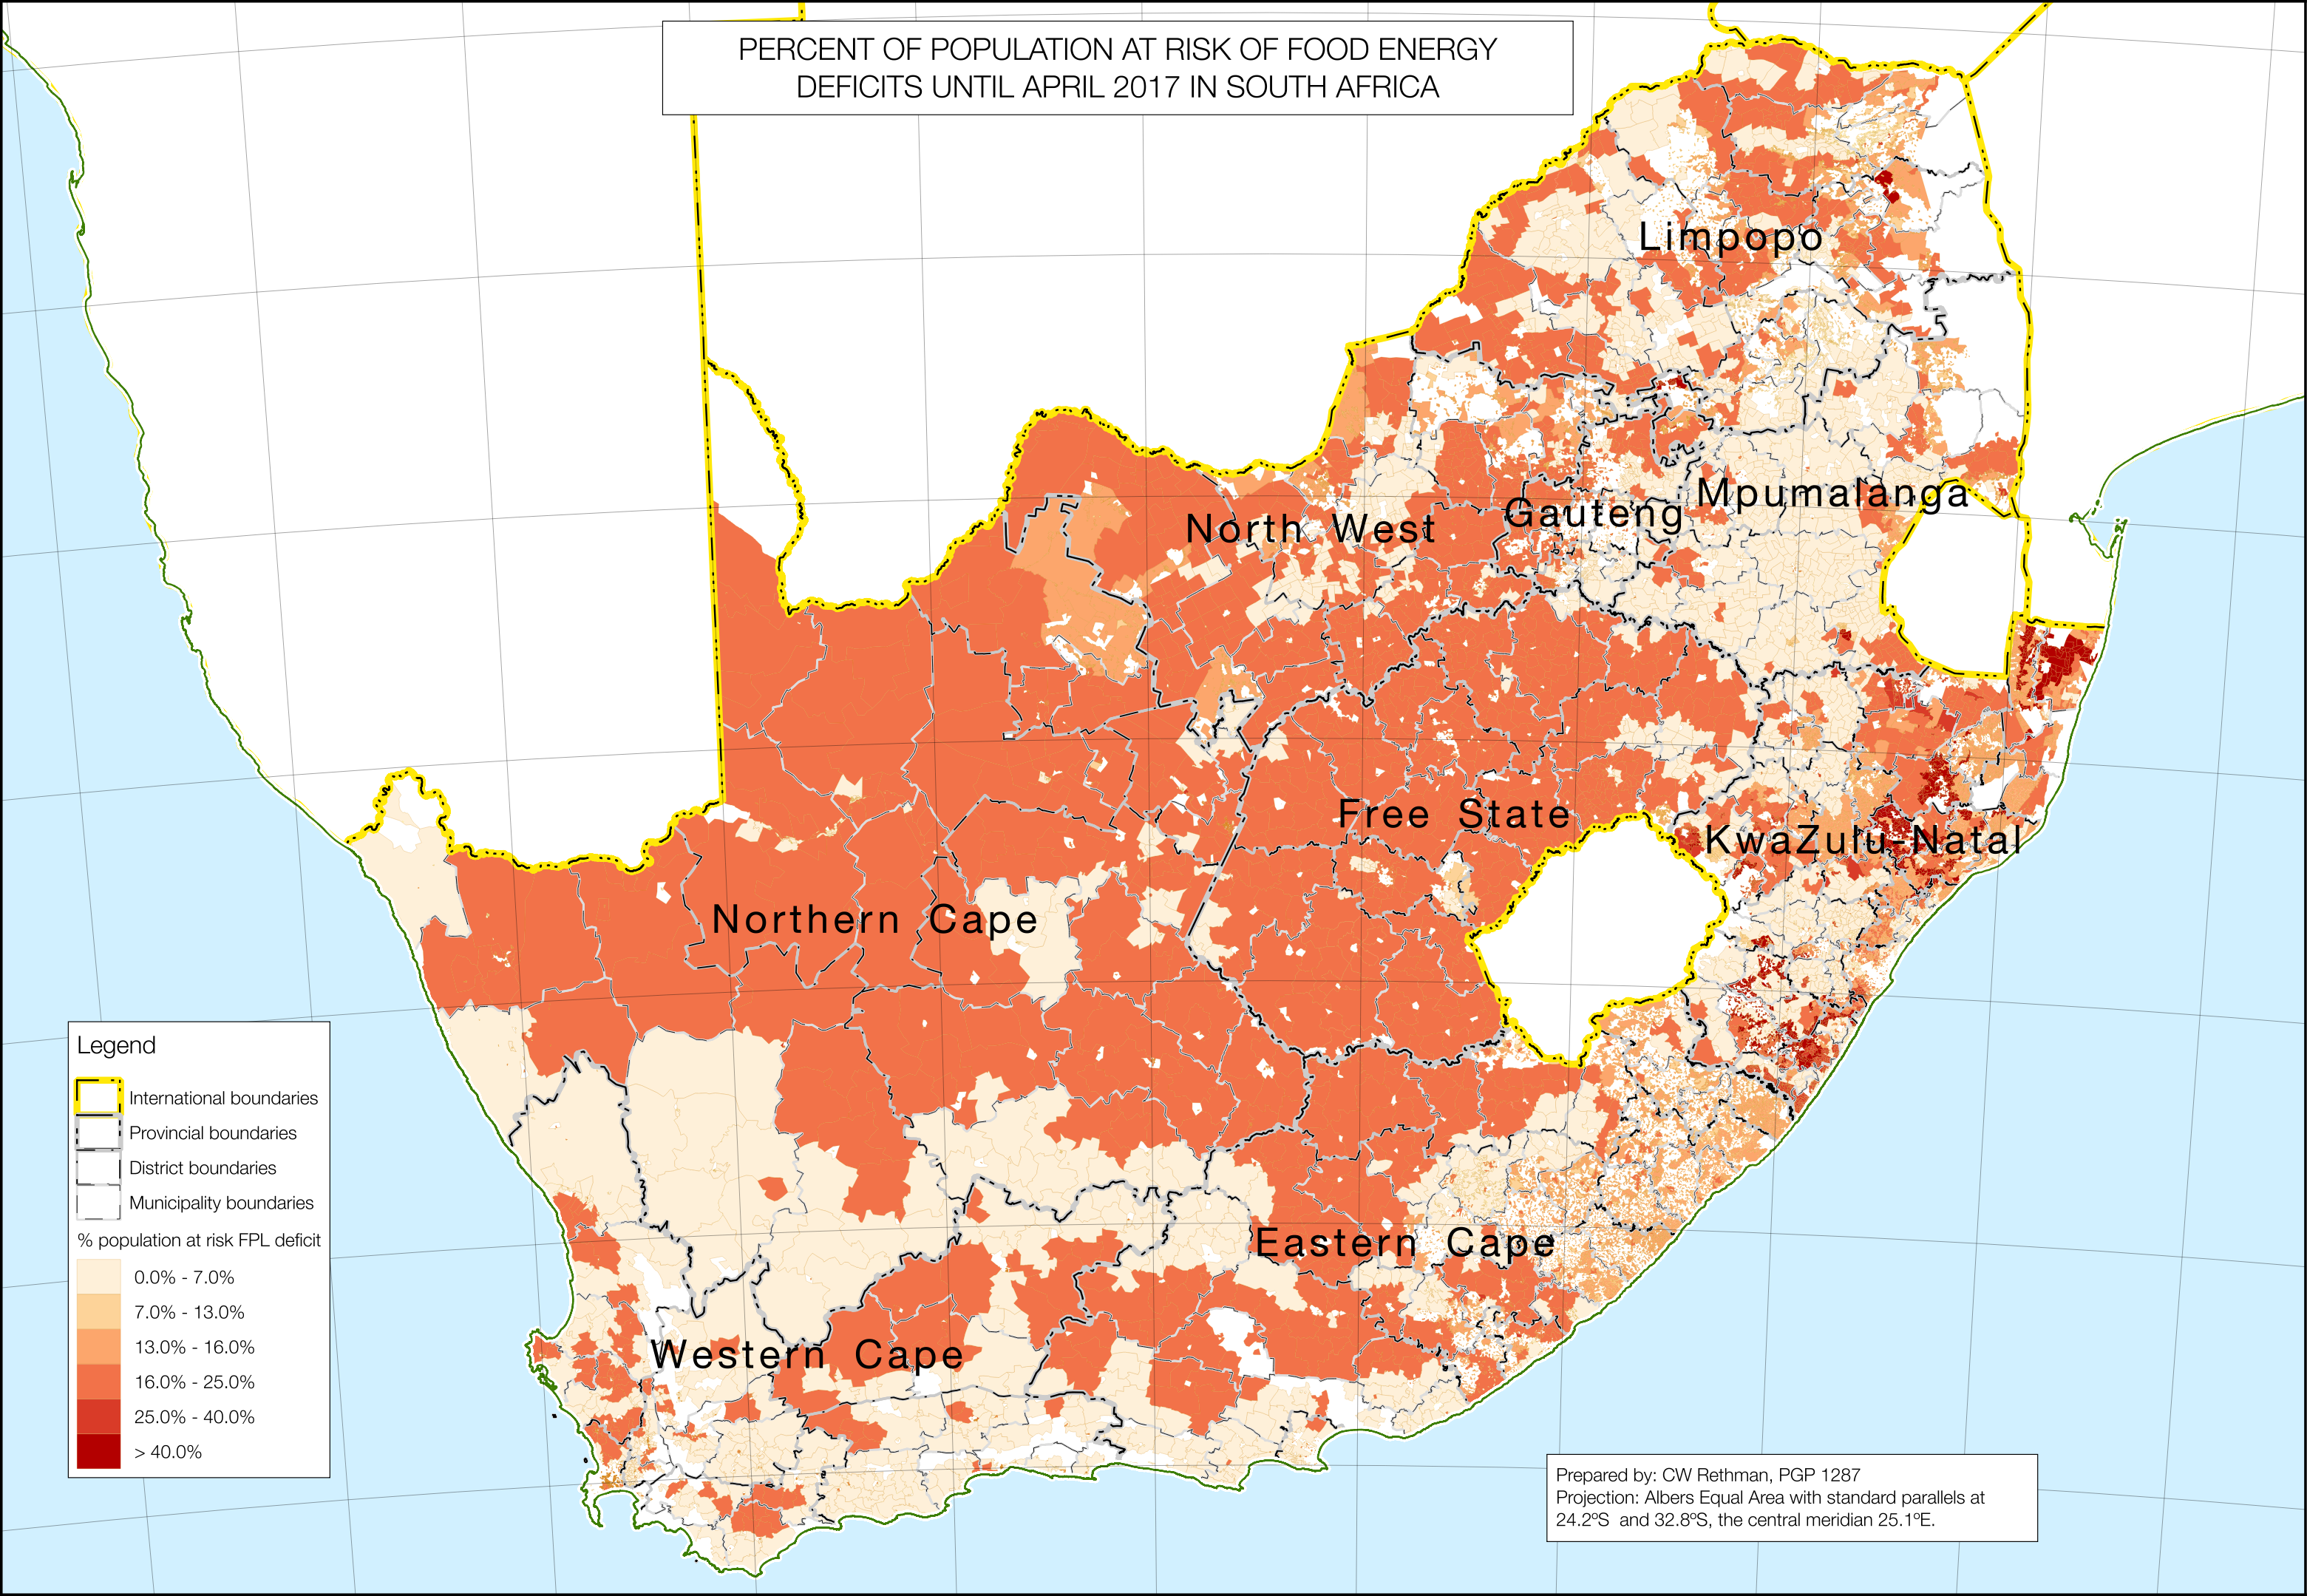 PERCENT OF POPULATION AT RISK OF FOOD ENERGY
DEFICITS UNTIL APRIL 2017 IN SOUTH AFRICA
Limpopo
Mpumalanga
Gauteng
North West
Free State
KwaZulu-Natal
Northern Cape
Eastern Cape
Western Cape
Legend
International boundaries
Provincial boundaries
District boundaries
Municipality boundaries
% population at risk FPL deficit
0.0% - 7.0%
7.0% - 13.0%
13.0% - 16.0%
16.0% - 25.0%
25.0% - 40.0%
> 40.0%
Prepared by: CW Rethman, PGP 1287
Projection: Albers Equal Area with standard parallels at
24.2ºS and 32.8ºS, the central meridian 25.1ºE.